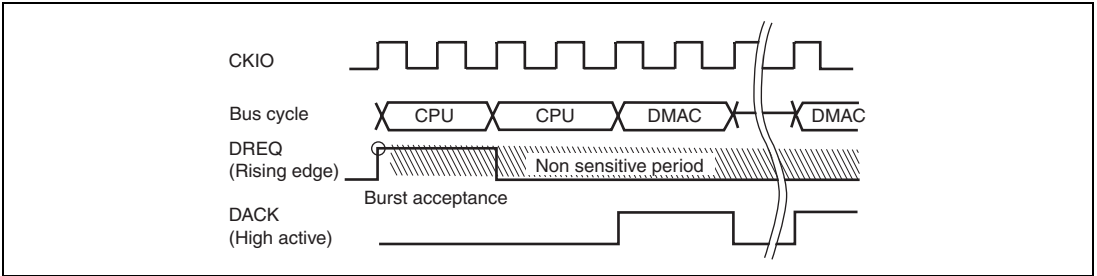 CKIO
Bus cycle CPU CPU DMAC DMAC
DREQ
(Rising edge) Non sensitive period
Burst acceptance
DACK
(High active)